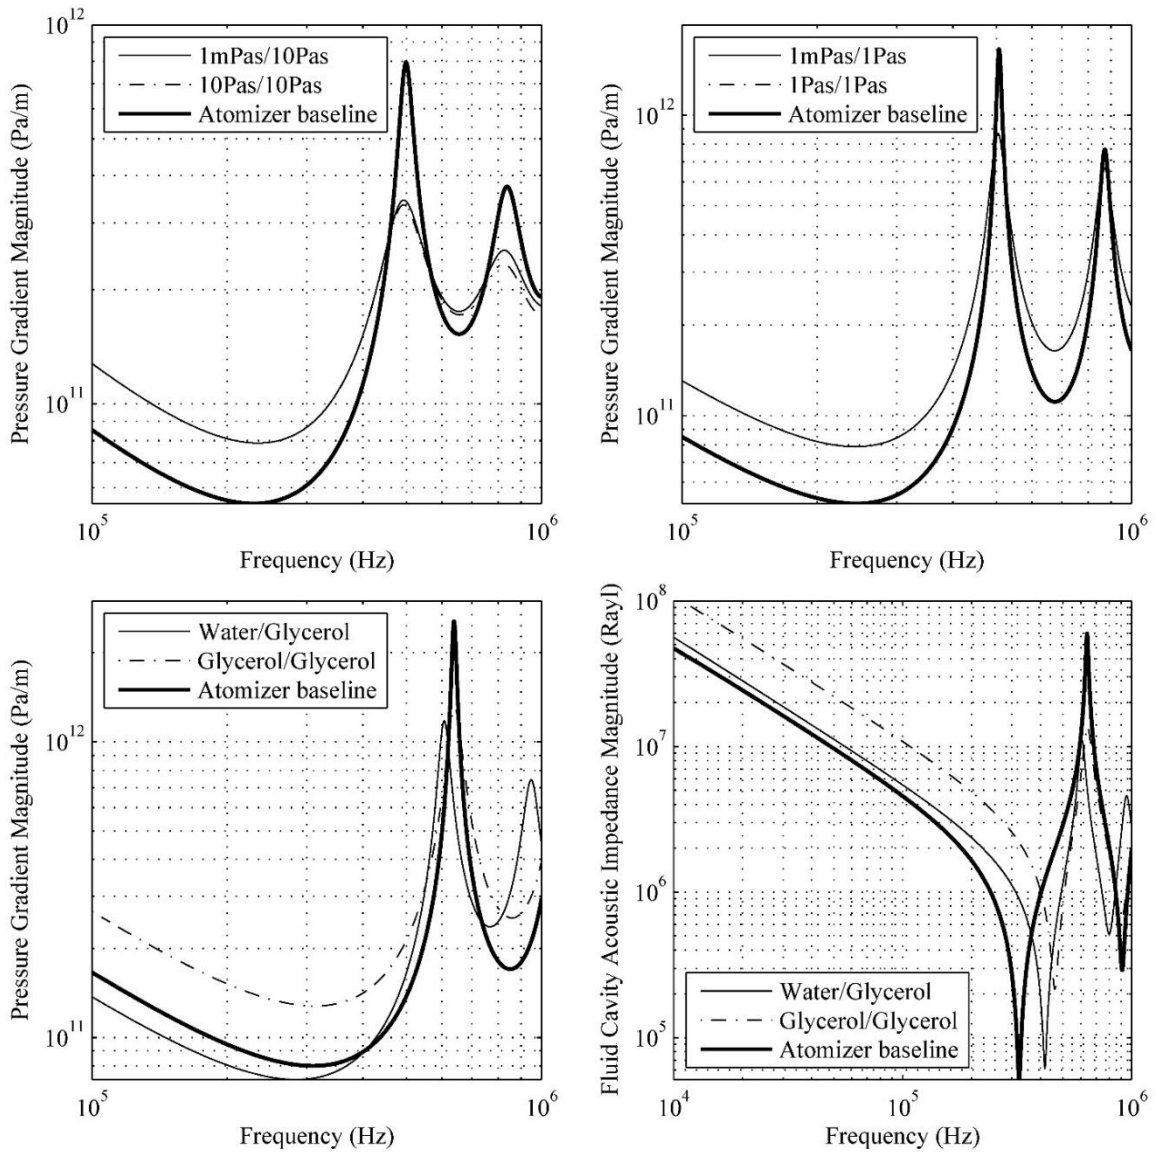 10^12
1mPas/10Pas
10Pas/10Pas
Atomizer baseline
Pressure Gradient Magnitude (Pa/m)
10^11
10^5
10^6
Frequency (Hz)
1mPas/1Pas
1Pas/1Pas
Atomizer baseline
Pressure Gradient Magnitude (Pa/m)
10^12
10^11
10^5
10^6
Frequency (Hz)
Water/Glycerol
Glycerol/Glycerol
Atomizer baseline
Pressure Gradient Magnitude (Pa/m)
10^12
10^11
10^5
10^6
Frequency (Hz)
Fluid Cavity Acoustic Impedance Magnitude (Rayl)
10^8
10^7
10^6
10^5
Water/Glycerol
Glycerol/Glycerol
Atomizer baseline
10^4
10^5
10^6
Frequency (Hz)